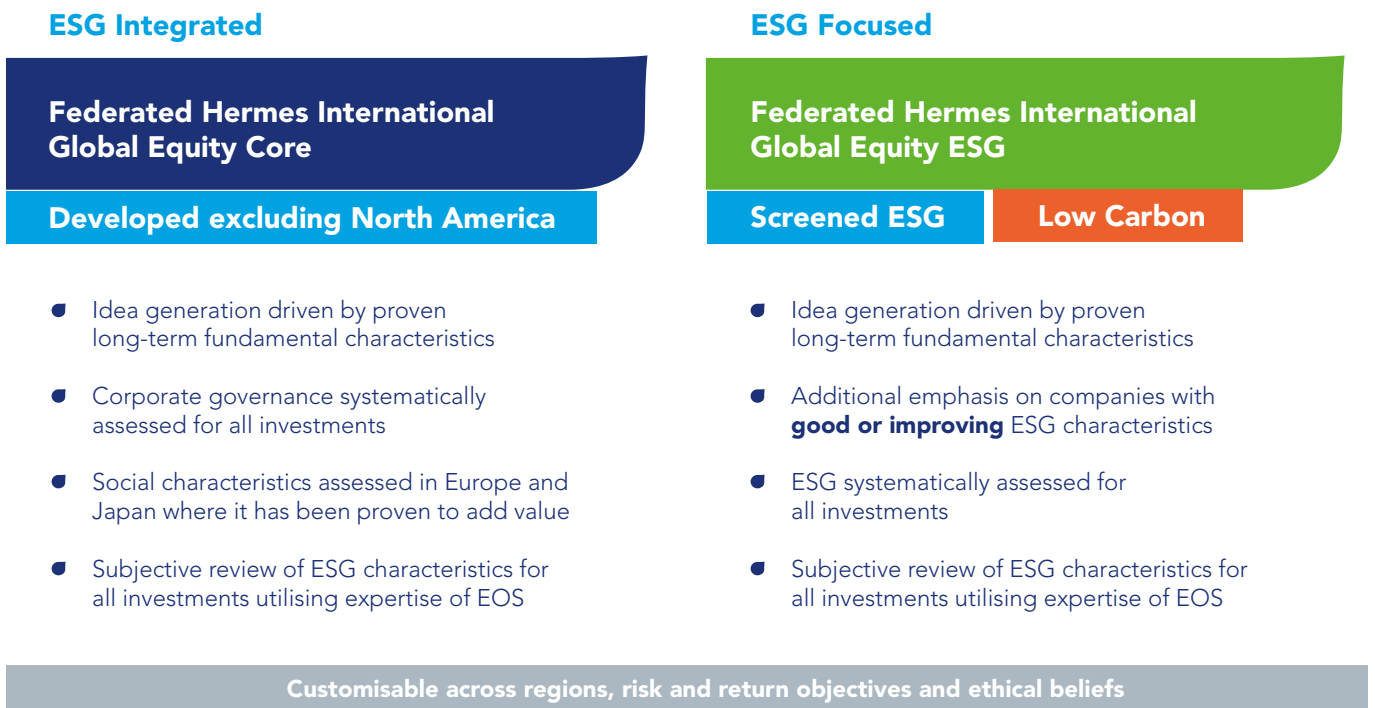 ESG Integrated
Federated Hermes International
Global Equity Core
Developed excluding North America
Idea generation driven by proven
long-term fundamental characteristics
Corporate governance systematically
assessed for all investments
Social characteristics assessed in Europe and
Japan where it has been proven to add value
Subjective review of ESG characteristics for
all investments utilising expertise of EOS
ESG Focused
Federated Hermes International
Global Equity ESG
Screened ESG
Low Carbon
Idea generation driven by proven
long-term fundamental characteristics
Additional emphasis on companies with
good or improving ESG characteristics
ESG systematically assessed for
all investments
Subjective review of ESG characteristics for
all investments utilising expertise of EOS
Customisable across regions, risk and return objectives and ethical beliefs